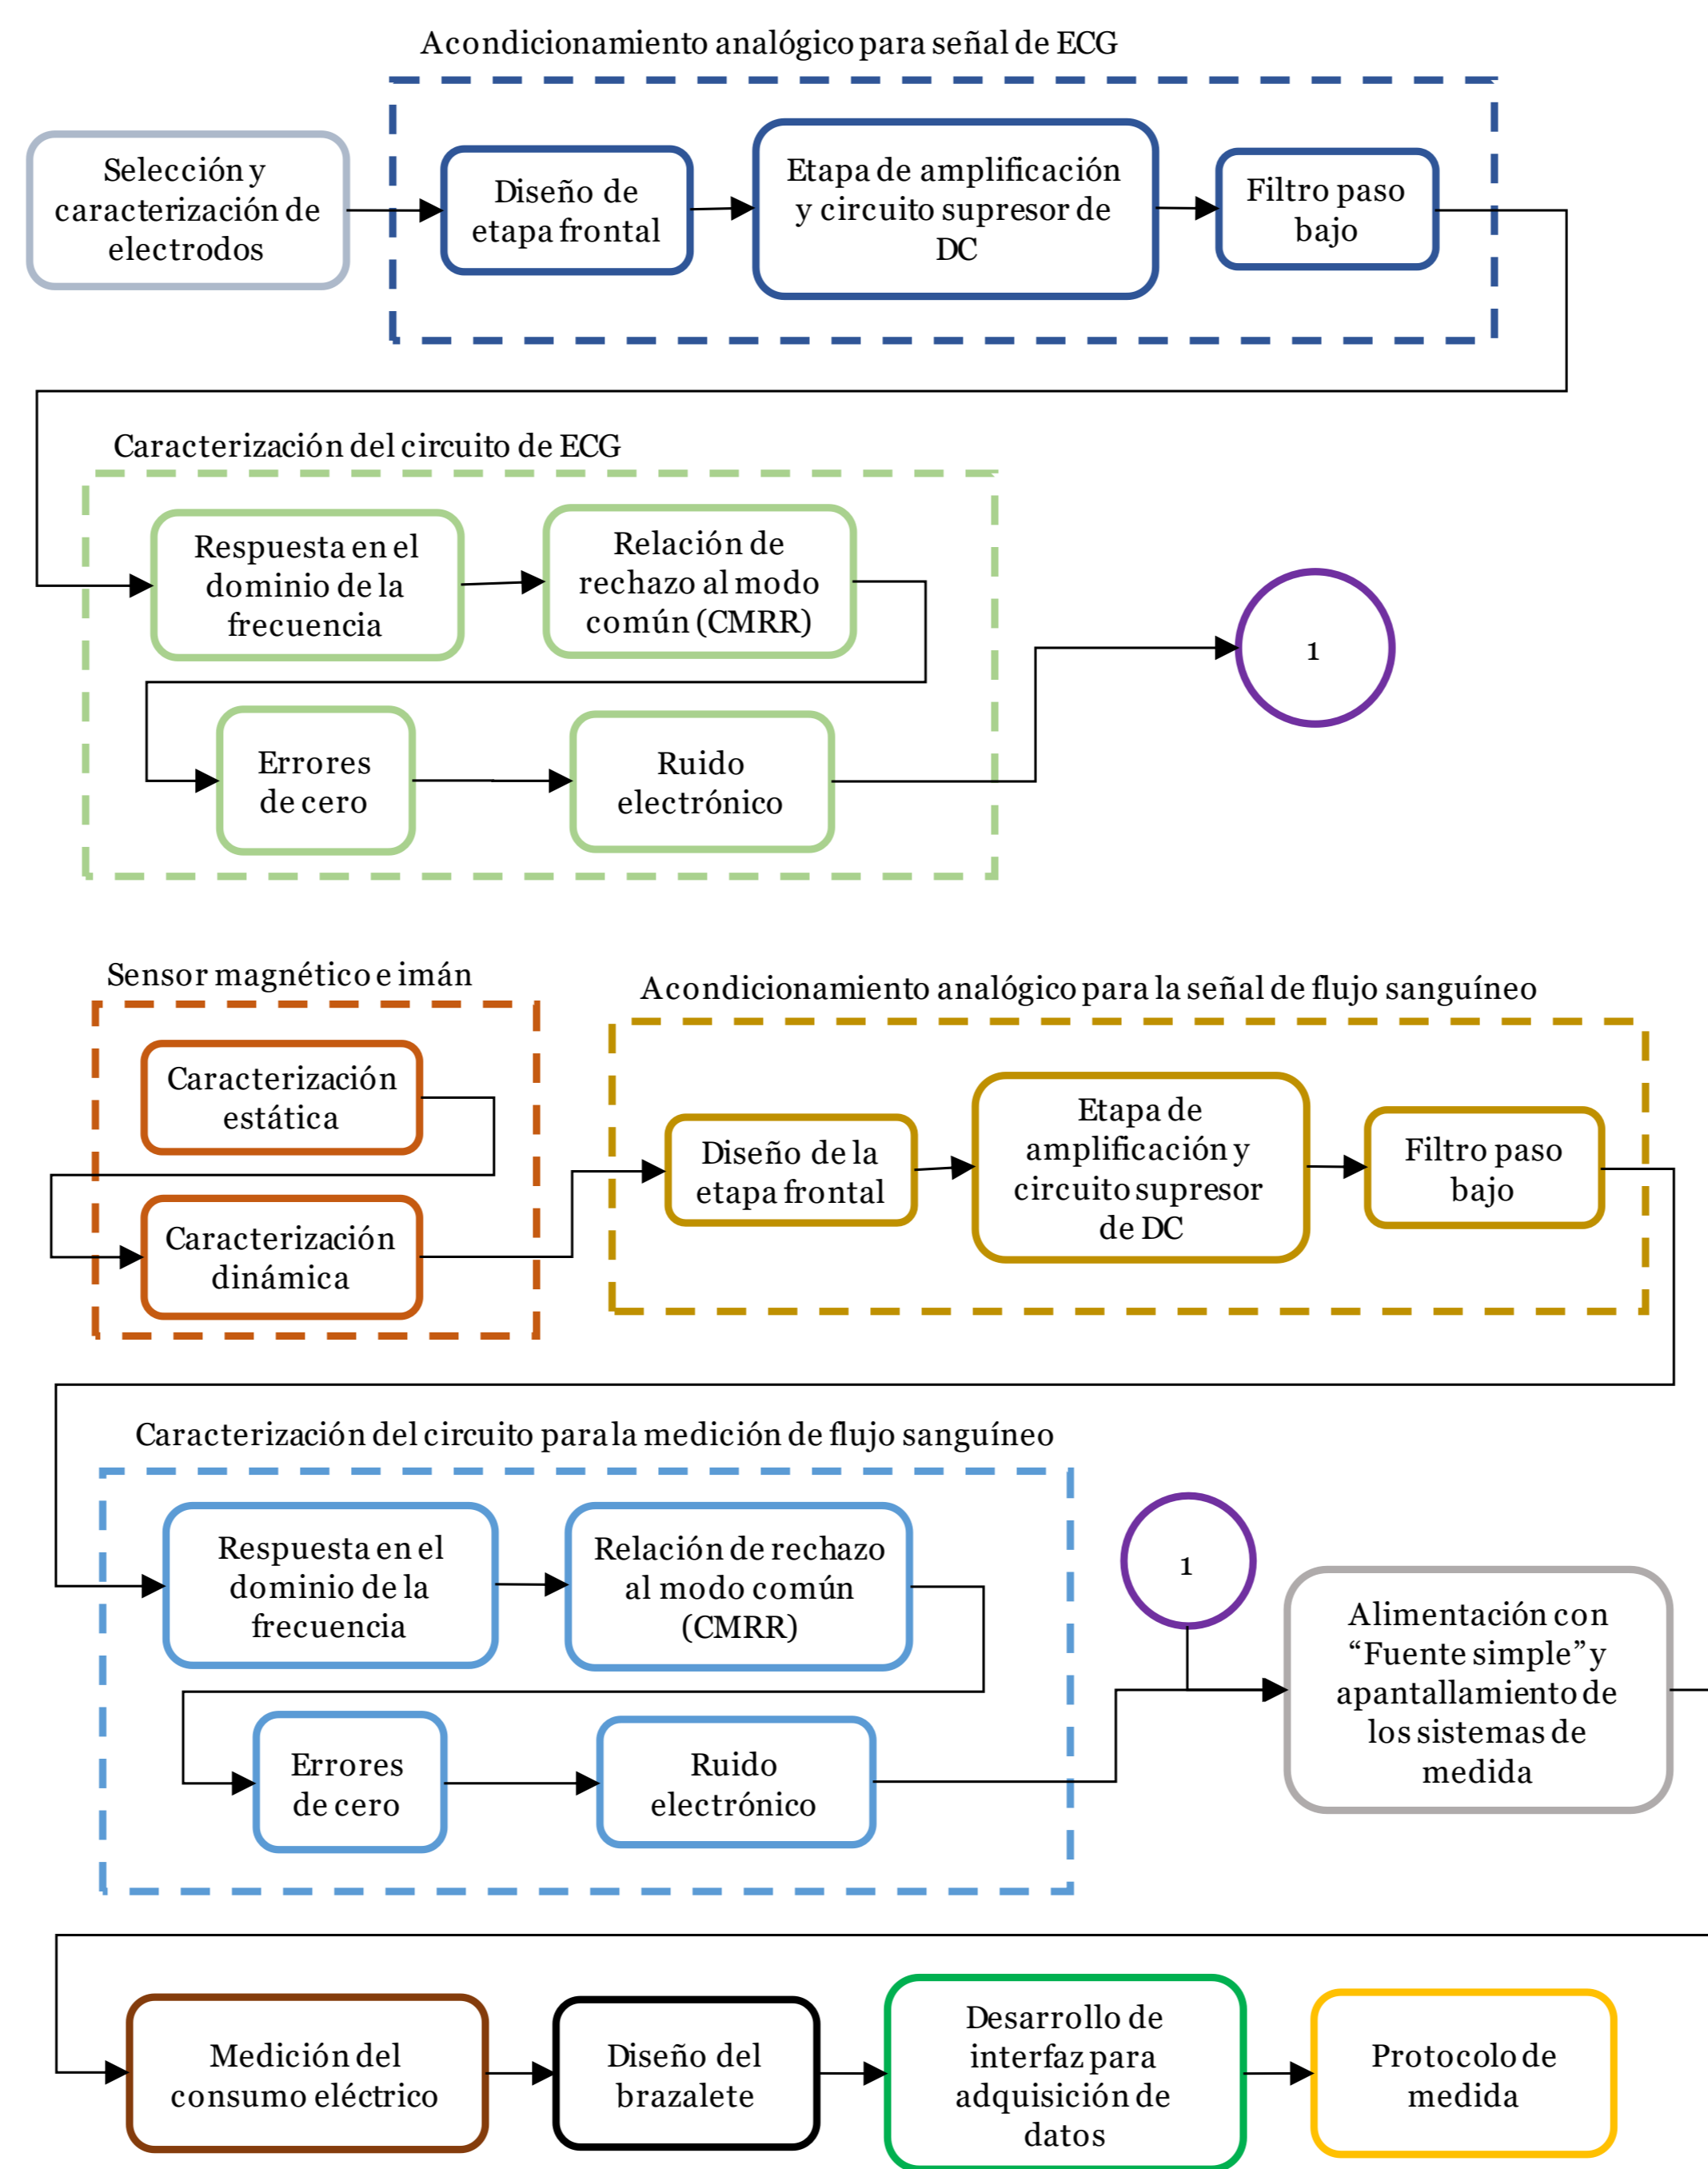 Acondicionamiento analógico para señal de ECG
Selección y
caracterización de
electrodos
Diseño de
etapa frontal
Etapa de amplificación
y circuito supresor de
DC
Filtro paso
bajo
Caracterización del circuito de ECG
Respuesta en el
dominio de la
frecuencia
Relación de
rechazo al modo
común (CMRR)
1
Errores
de cero
Ruido
electrónico
Sensor magnético e imán
Acondicionamiento analógico para la señal de flujo sanguíneo
Caracterización
estática
Caracterización
dinámica
Diseño de la
etapa frontal
Etapa de
amplificación y
circuito supresor
de DC
Filtro paso
bajo
Caracterización del circuito para la medición de flujo sanguíneo
Respuesta en el
dominio de la
frecuencia
Relación de rechazo
al modo común
(CMRR)
1
Errores
de cero
Ruido
electrónico
Alimentación con
“Fuente simple” y
apantallamiento de
los sistemas de
medida
Medición del
consumo eléctrico
Diseño del
brazalete
Desarrollo de
interfaz para
adquisición de
datos
Protocolo de
medida